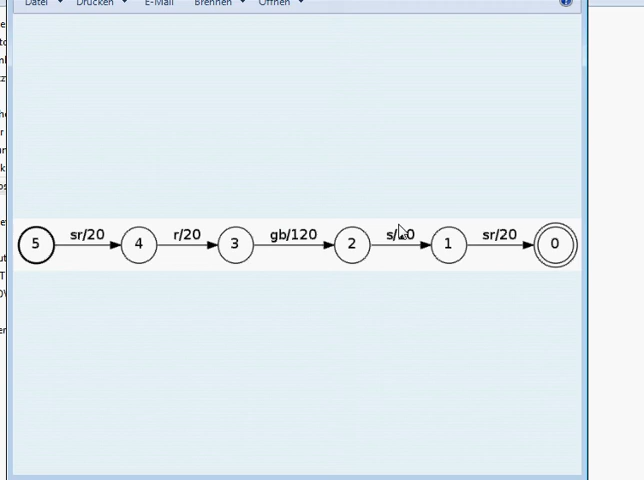 Datei Drucken E-Mail Brennen Öffnen
sr/20 r/20 gb/120 sr/20
5 4 3 2 1 0